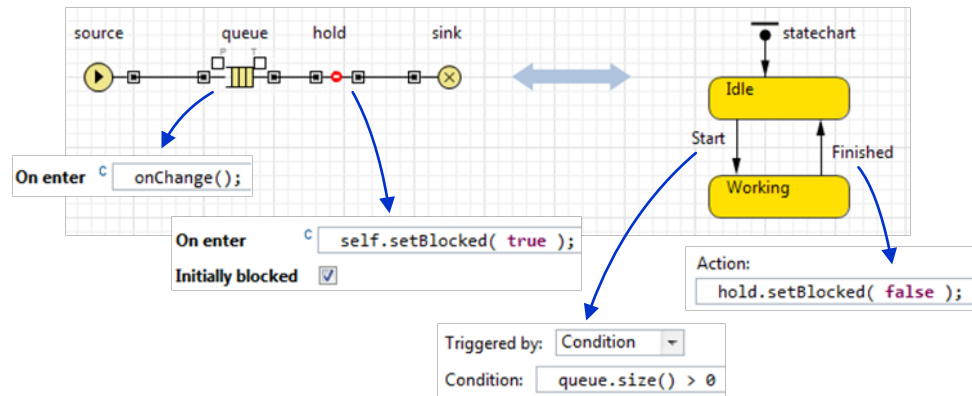 source
queue
hold
sink
statechart
P T
Idle
Start
Finished
Working
On enter C onChange();
On enter C self.setBlocked( true );
Initially blocked
Action:
hold.setBlocked( false );
Triggered by: Condition
Condition: queue.size() > 0